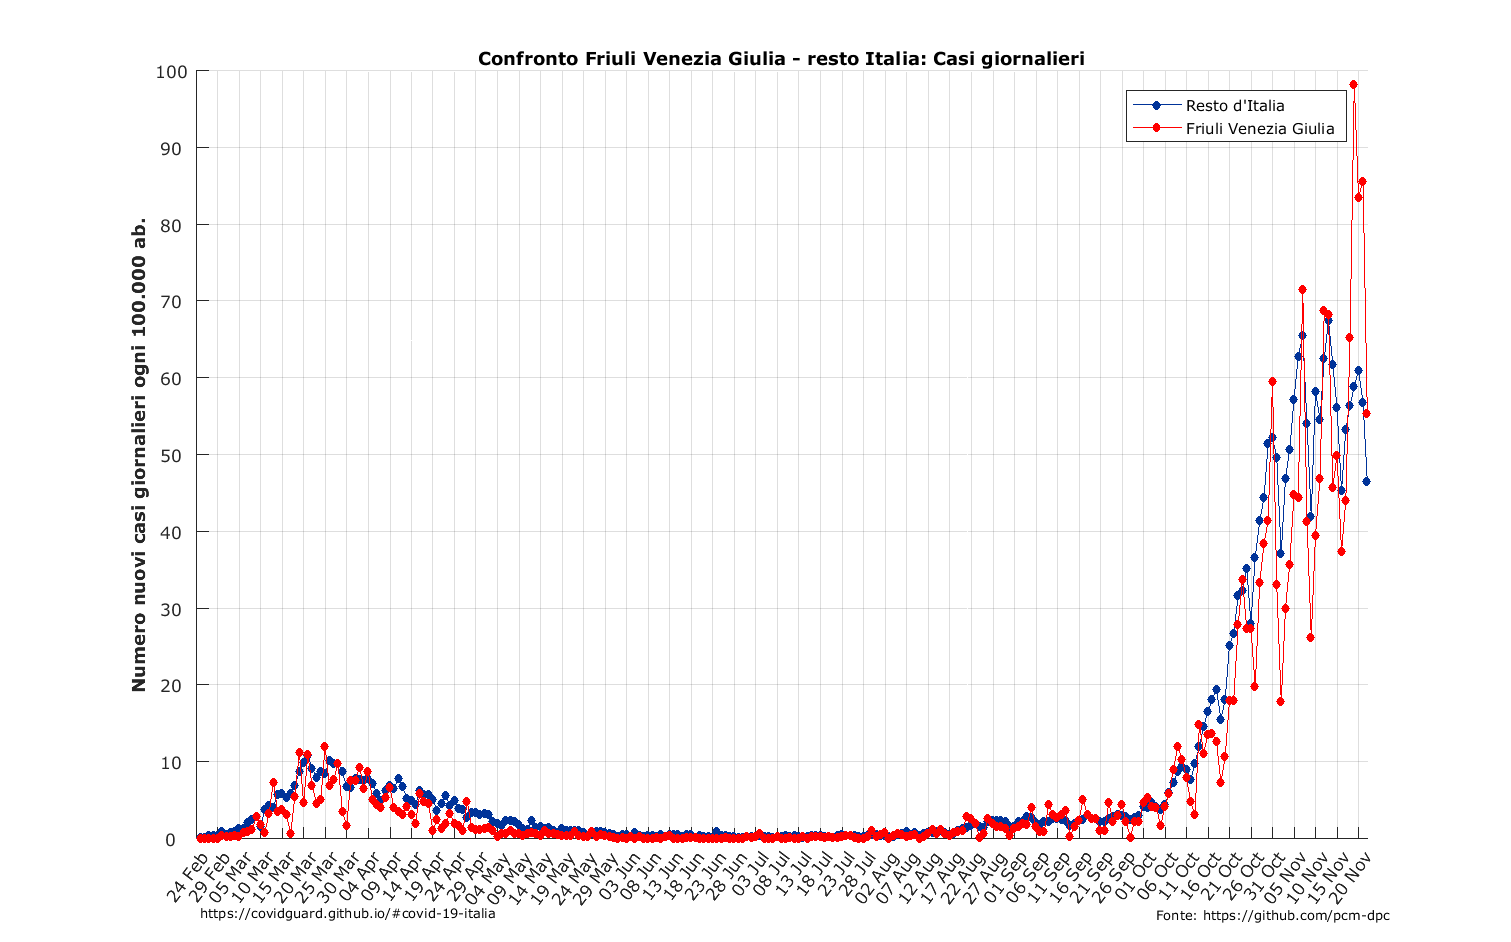 Confronto Friuli Venezia Giulia - resto Italia: Casi giornalieri
Resto d'Italia
Friuli Venezia Giulia
Numero nuovi casi giornalieri ogni 100.000 ab.
100
90
80
70
60
50
40
30
20
10
0
24 Feb
29 Feb
05 Mar
10 Mar
15 Mar
20 Mar
25 Mar
30 Mar
04 Apr
09 Apr
14 Apr
19 Apr
24 Apr
29 Apr
04 May
09 May
14 May
19 May
24 May
29 May
03 Jun
08 Jun
13 Jun
18 Jun
23 Jun
28 Jun
03 Jul
08 Jul
13 Jul
18 Jul
23 Jul
28 Jul
02 Aug
07 Aug
12 Aug
17 Aug
22 Aug
27 Aug
01 Sep
06 Sep
11 Sep
16 Sep
21 Sep
26 Sep
01 Oct
06 Oct
11 Oct
16 Oct
21 Oct
26 Oct
31 Oct
05 Nov
10 Nov
15 Nov
20 Nov
https://covidguard.github.io/#covid-19-italia
Fonte: https://github.com/pcm-dpc